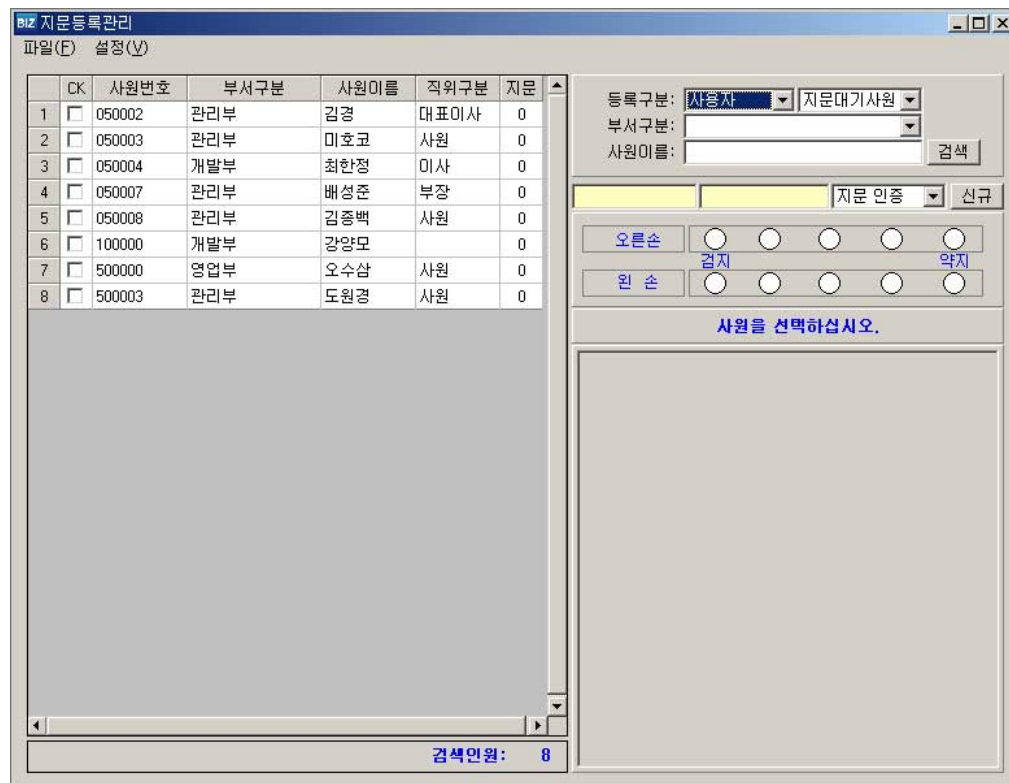 BIZ 지문등록관리
파일(F) 설정(V)
CK 사원번호 부서구분 사원이름 직위구분 지문
1 050002 관리부 김경 대표이사 0
2 050003 관리부 미호코 사원 0
3 050004 개발부 최한정 이사 0
4 050007 관리부 배성준 부장 0
5 050008 관리부 김종백 사원 0
6 100000 개발부 강양모 0
7 500000 영업부 오수삼 사원 0
8 500003 관리부 도원경 사원 0
검색인원: 8
등록구분: 사용자 지문대기사원
부서구분:
사원이름: 검색
지문 인증 신규
오른손
검지 약지
왼 손
사원을 선택하십시오.